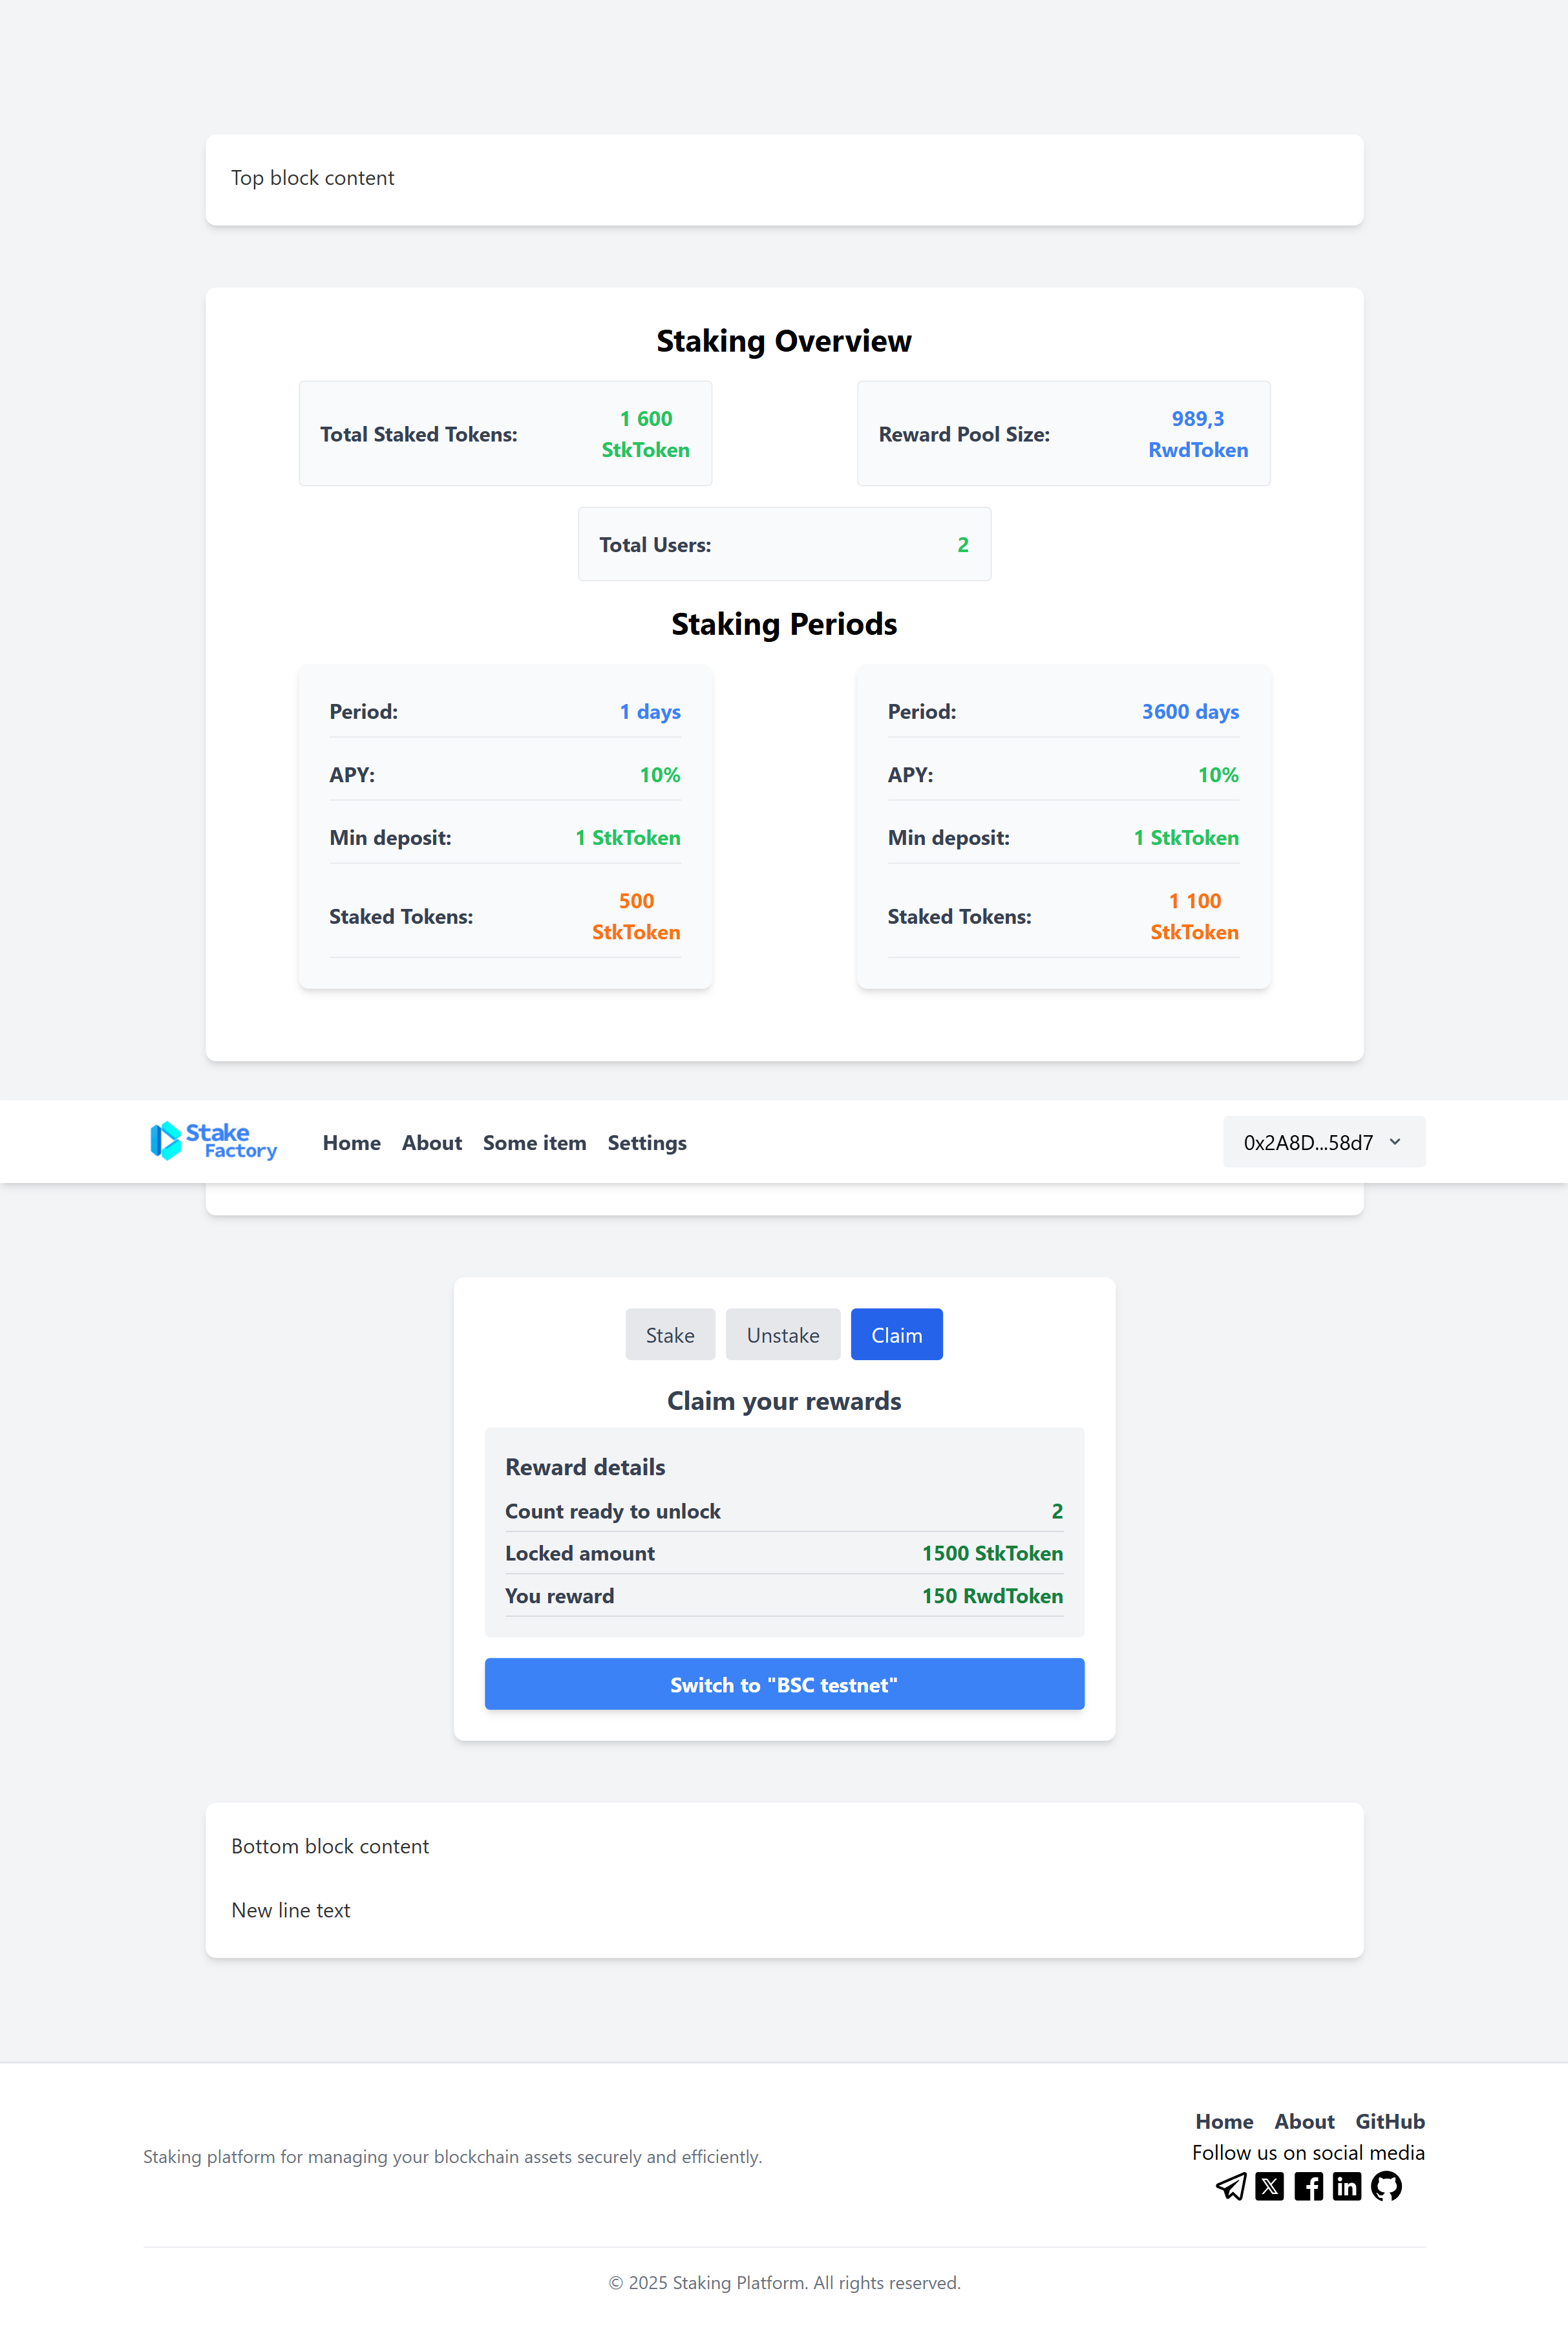 Top block content
Staking Overview
Total Staked Tokens:
1 600
StkToken
Reward Pool Size:
989,3
RwdToken
Total Users:
2
Staking Periods
Period:
1 days
APY:
10%
Min deposit:
1 StkToken
Staked Tokens:
500
StkToken
Period:
3600 days
APY:
10%
Min deposit:
1 StkToken
Staked Tokens:
1 100
StkToken
Stake
Factory
Home About Some item Settings
0x2A8D...58d7
Stake Unstake Claim
Claim your rewards
Reward details
Count ready to unlock 2
Locked amount 1500 StkToken
You reward 150 RwdToken
Switch to "BSC testnet"
Bottom block content
New line text
Home About GitHub
Staking platform for managing your blockchain assets securely and efficiently.
Follow us on social media
© 2025 Staking Platform. All rights reserved.